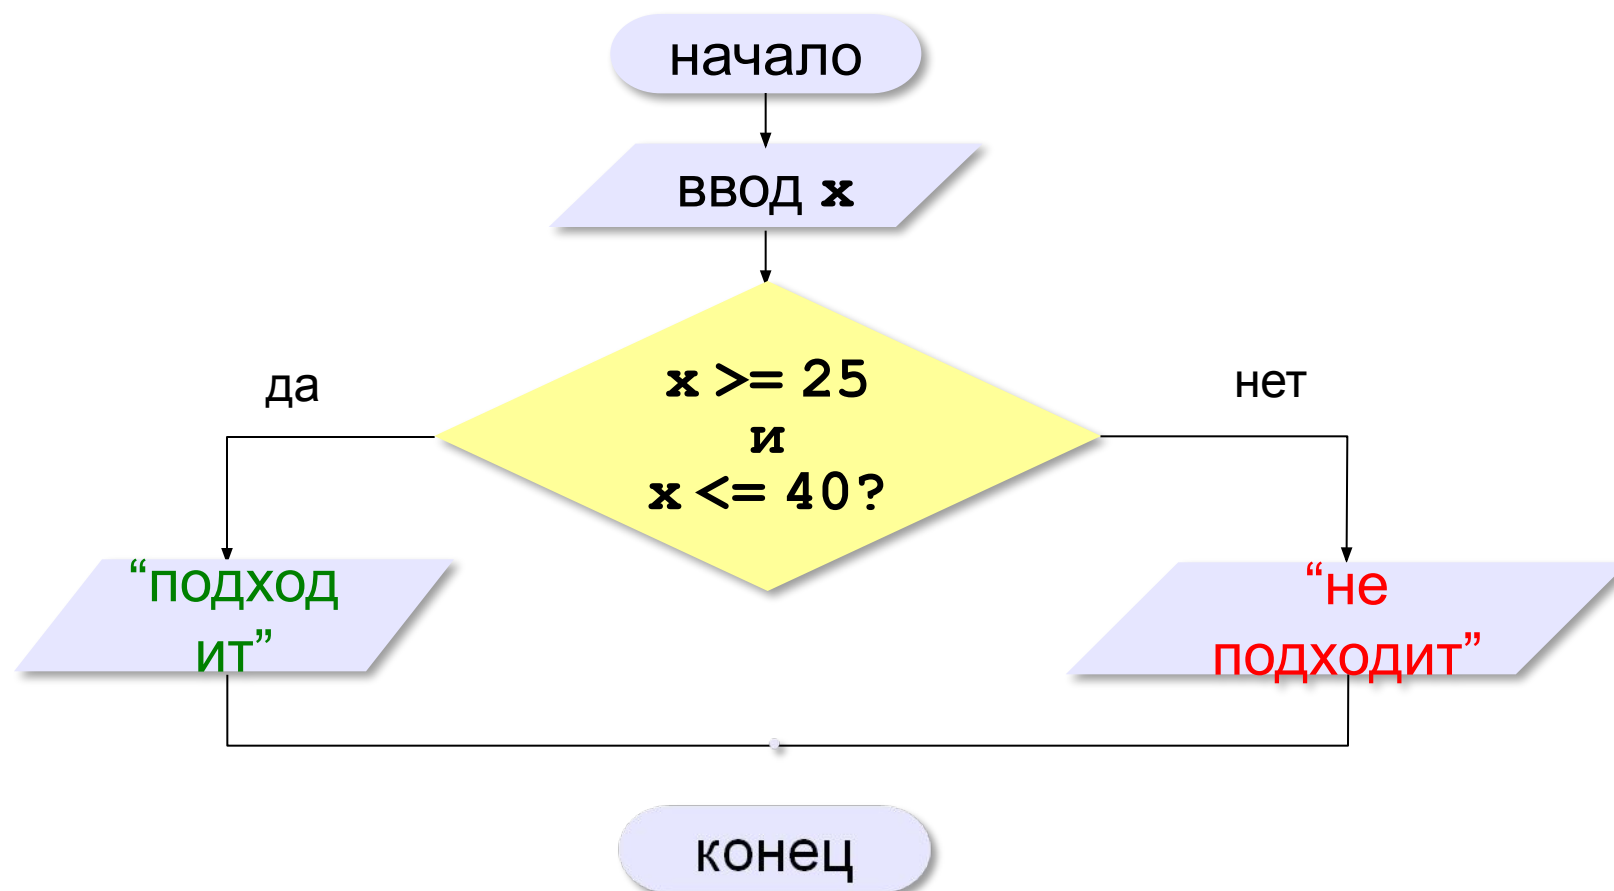 начало
ввод x
x >= 25
и
x <= 40?
да
нет
“подход
ит”
“не
подходит”
конец